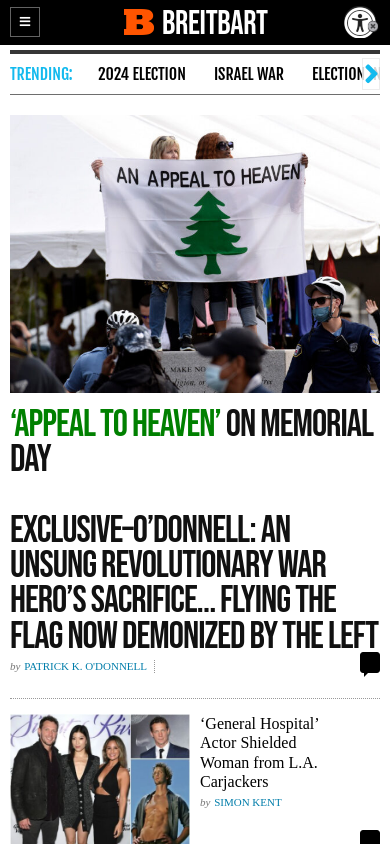 BREITBART
TRENDING: 2024 ELECTION ISRAEL WAR ELECTION
AN APPEAL TO HEAVEN
MAKE NO
religion, or
‘APPEAL TO HEAVEN’ ON MEMORIAL
DAY
EXCLUSIVE–O’DONNELL: AN
UNSUNG REVOLUTIONARY WAR
HERO’S SACRIFICE… FLYING THE
FLAG NOW DEMONIZED BY THE LEFT
by PATRICK K. O'DONNELL
‘General Hospital’
Actor Shielded
Woman from L.A.
Carjackers
by SIMON KENT